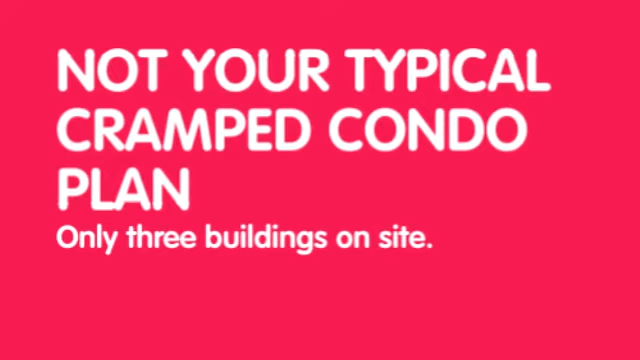 NOT YOUR TYPICAL
CRAMPED CONDO
PLAN
Only three buildings on site.